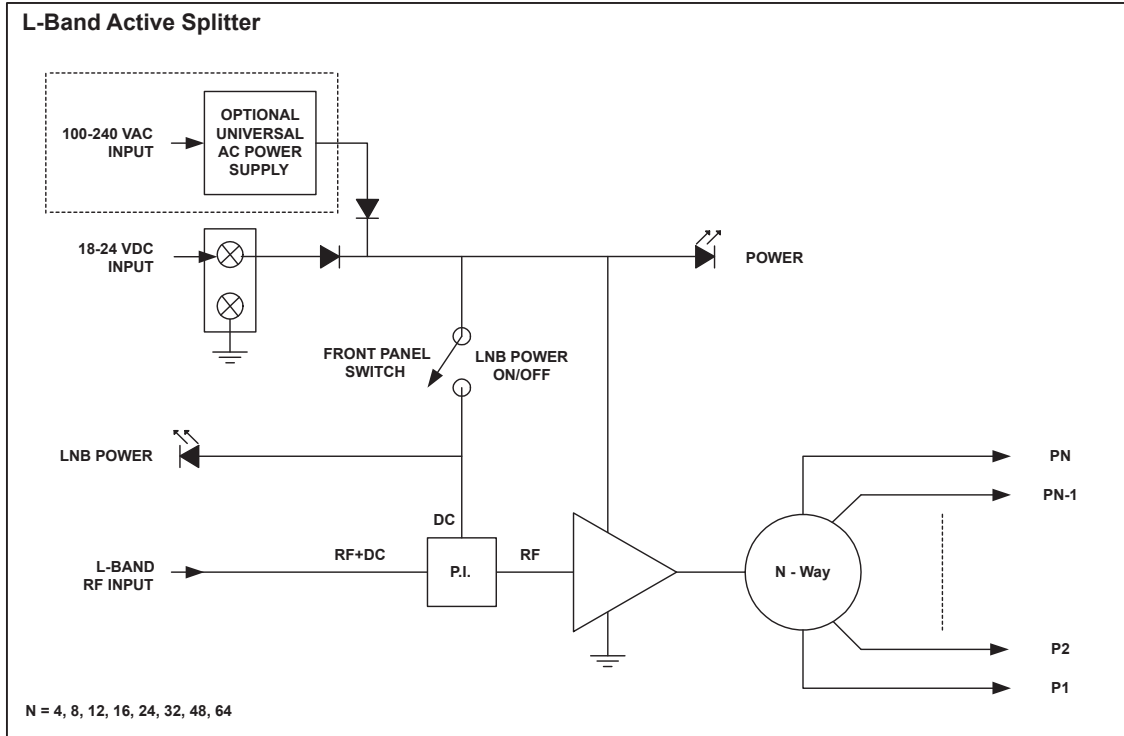 L-Band Active Splitter
100-240 VAC
INPUT
OPTIONAL
UNIVERSAL
AC POWER
SUPPLY
18-24 VDC
INPUT
POWER
FRONT PANEL
SWITCH
LNB POWER
ON/OFF
LNB POWER
DC
L-BAND
RF INPUT
RF+DC
P.I.
RF
N - Way
PN
PN-1
P2
P1
N = 4, 8, 12, 16, 24, 32, 48, 64